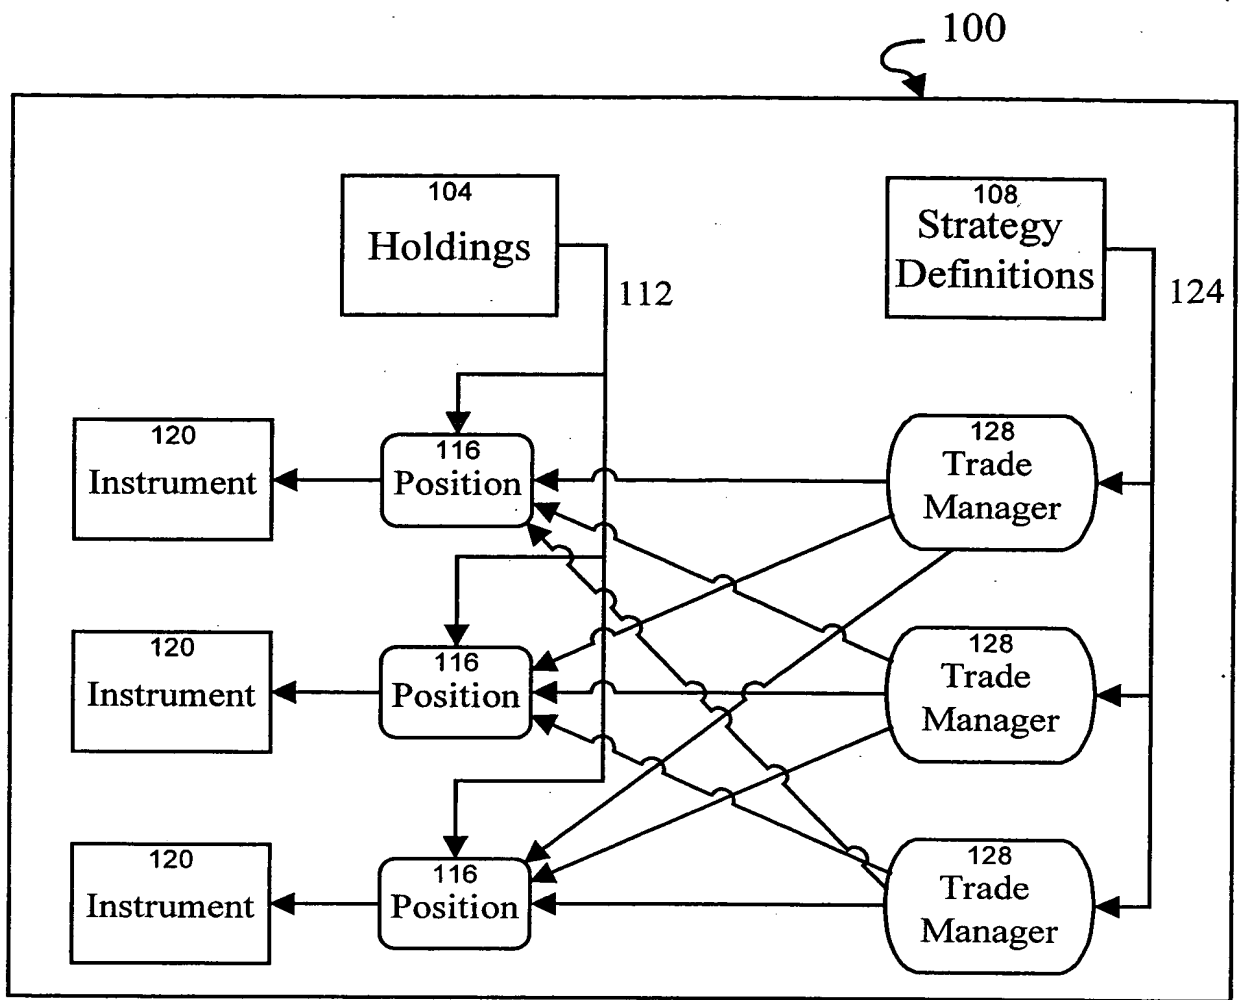 100
104
Holdings
108
Strategy
Definitions
112
124
120
Instrument
116
Position
128
Trade
Manager
120
Instrument
116
Position
128
Trade
Manager
120
Instrument
116
Position
128
Trade
Manager